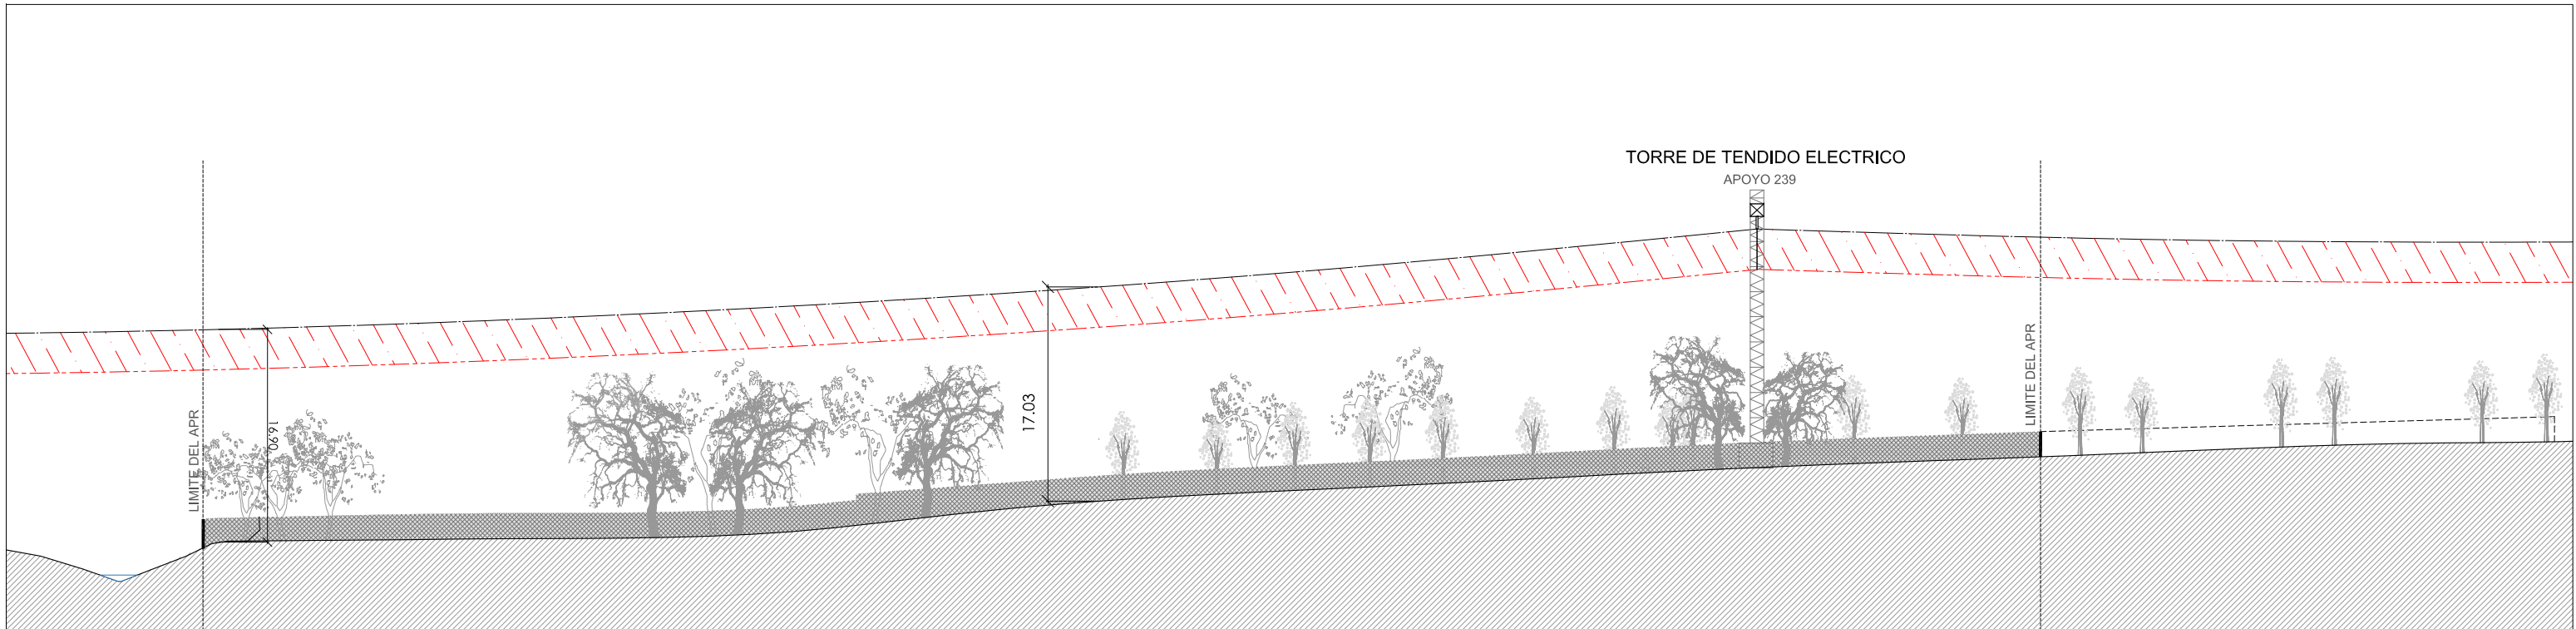 TORRE DE TENDIDO ELECTRICO
APOYO 239
LIMITE DEL APR
16.90
17.03
LIMITE DEL APR